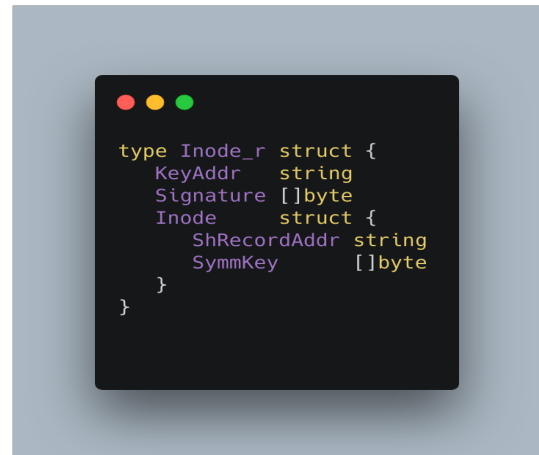 type Inode_r struct {
   KeyAddr   string
   Signature []byte
   Inode     struct {
      ShRecordAddr string
      SymmKey      []byte
   }
}